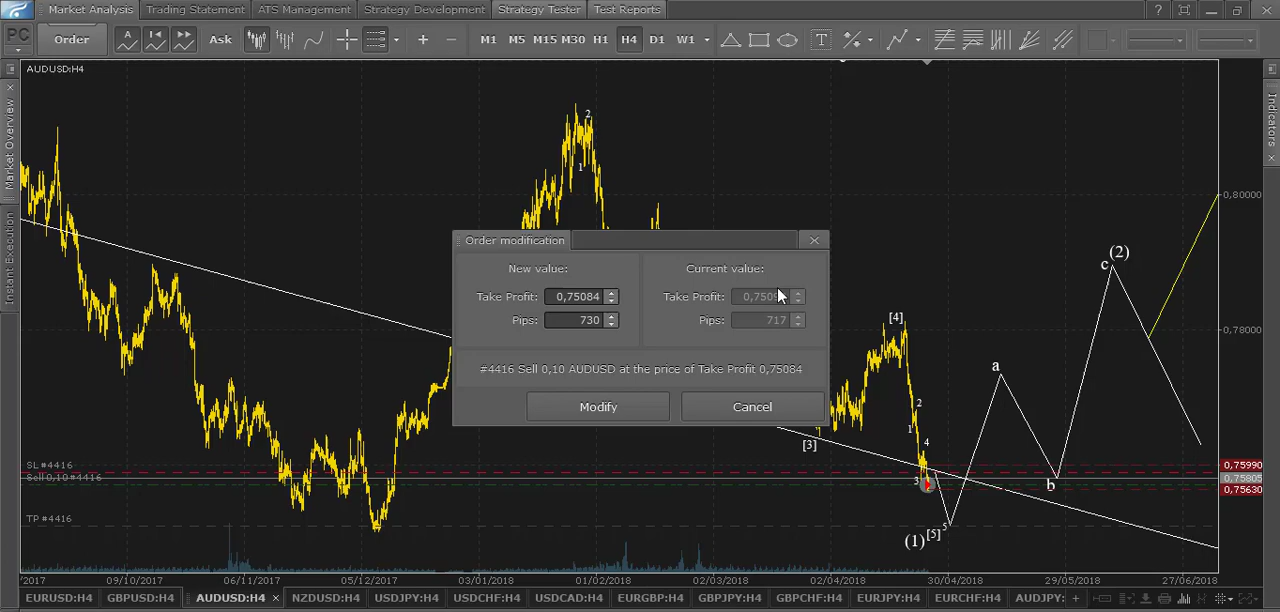 Market Analysis Trading Statement ATS Management Strategy Development Strategy Tester Test Reports ?
PC Order A Ask M1 M5 M15 M30 H1 H4 D1 W1 T
AUDUSD:H4
Market Overview
Instant Execution
Indicators
2
1
0,80000
0,78000
Order modification
New value: Current value:
Take Profit: 0,75084 Take Profit:
Pips: 730 Pips: 717
#4416 Sell 0,10 AUDUSD at the price of Take Profit 0,75084
Modify Cancel
(2)
c
[4]
a
2
1
4
[3]
3
b
5
(1) [5]
SL #4416 0,75990
Sell 0,10 #4416 0,75805
0,75630
TP #4416
/2017 09/10/2017 06/11/2017 05/12/2017 03/01/2018 01/02/2018 02/03/2018 02/04/2018 30/04/2018 29/05/2018 27/06/2018
EURUSD:H4 GBPUSD:H4 AUDUSD:H4 NZDUSD:H4 USDJPY:H4 USDCHF:H4 USDCAD:H4 EURGBP:H4 GBPJPY:H4 GBPCHF:H4 EURJPY:H4 EURCHF:H4 AUDJPY: